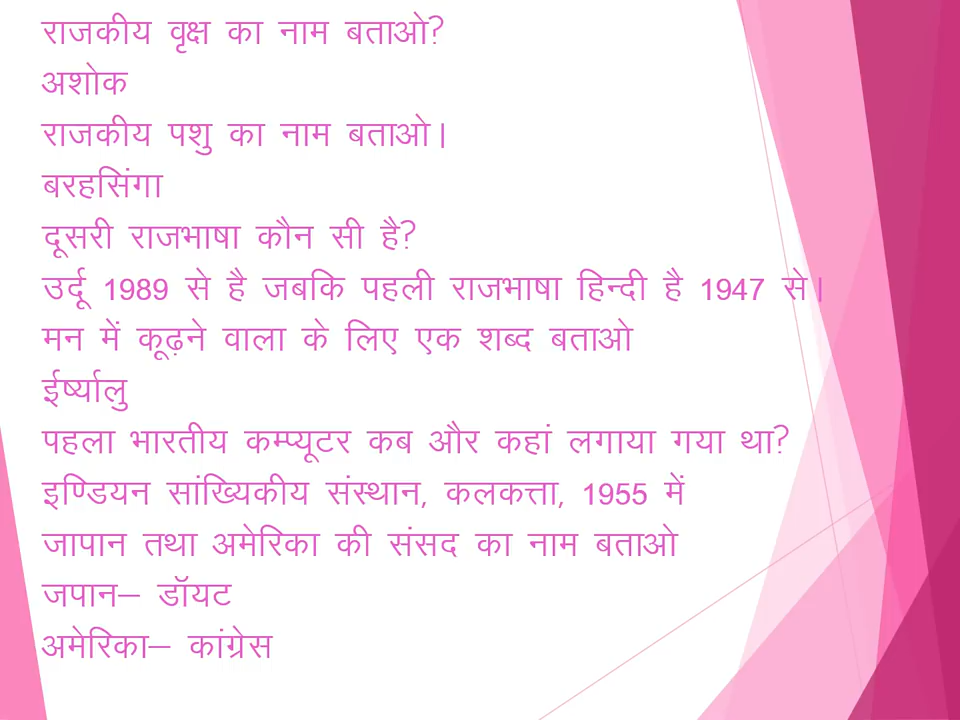 राजकीय वृक्ष का नाम बताओ?
अशोक
राजकीय पशु का नाम बताओ।
बरहसिंगा
दूसरी राजभाषा कौन सी है?
उर्दू 1989 से है जबकि पहली राजभाषा हिन्दी है 1947 से।
मन में कूढ़ने वाला के लिए एक शब्द बताओ
ईर्ष्यालु
पहला भारतीय कम्प्यूटर कब और कहां लगाया गया था?
इण्डियन सांख्यिकीय संस्थान, कलकत्ता, 1955 में
जापान तथा अमेरिका की संसद का नाम बताओ
जपान– डॉयट
अमेरिका– कांग्रेस